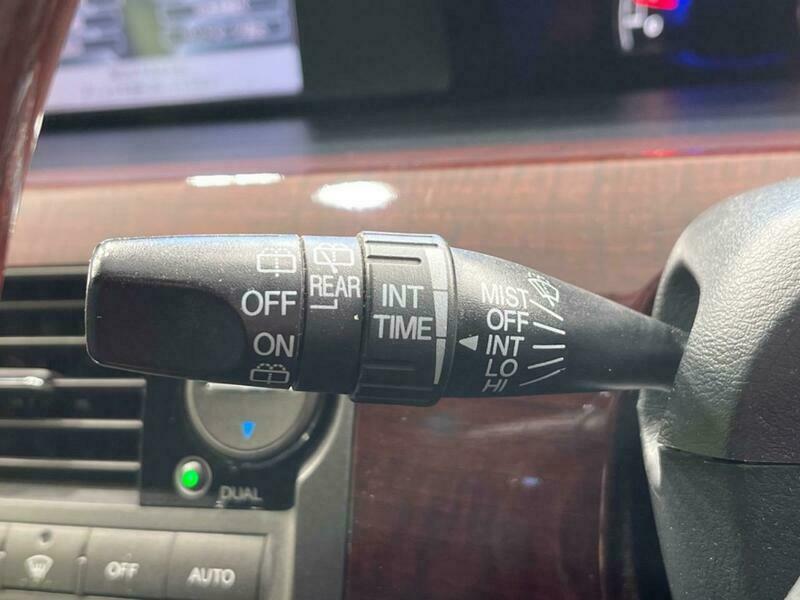 REAR
OFF
ON
INT
TIME
MIST
OFF
INT
LO
HI
DUAL
OFF
AUTO